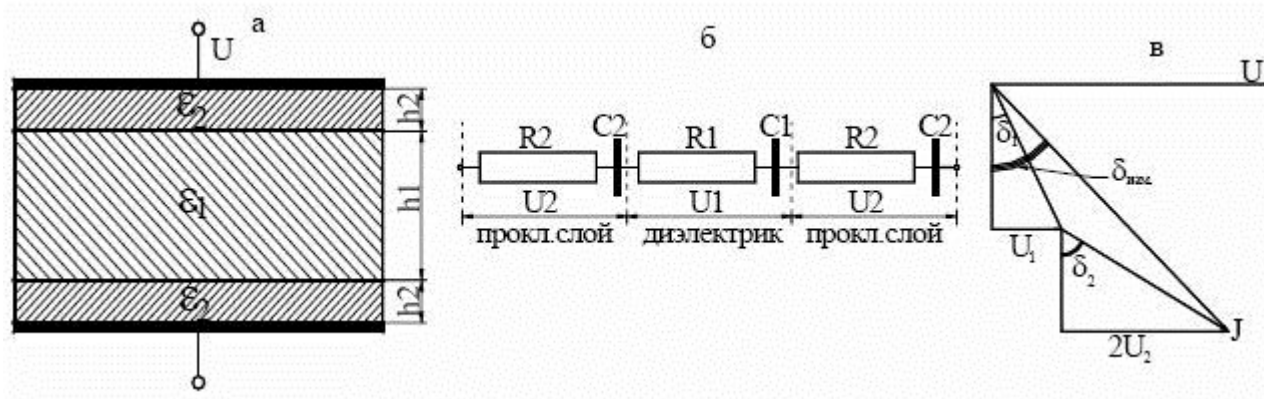 а
U
ε2
h2
ε1
h1
ε2
h2
б
R2 C2 R1 C1 R2 C2
U2 U1 U2
прокл.слой диэлектрик прокл.слой
в
U
δ1
δизм.
U1
δ2
2U2
J